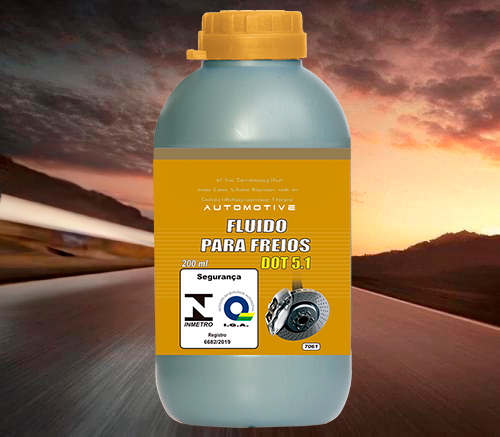 AUTOMOTIVE
FLUIDO
PARA FREIOS
200 ml DOT 5.1
Segurança
INMETRO I.Q.A.
Registro
6682/2019
7061